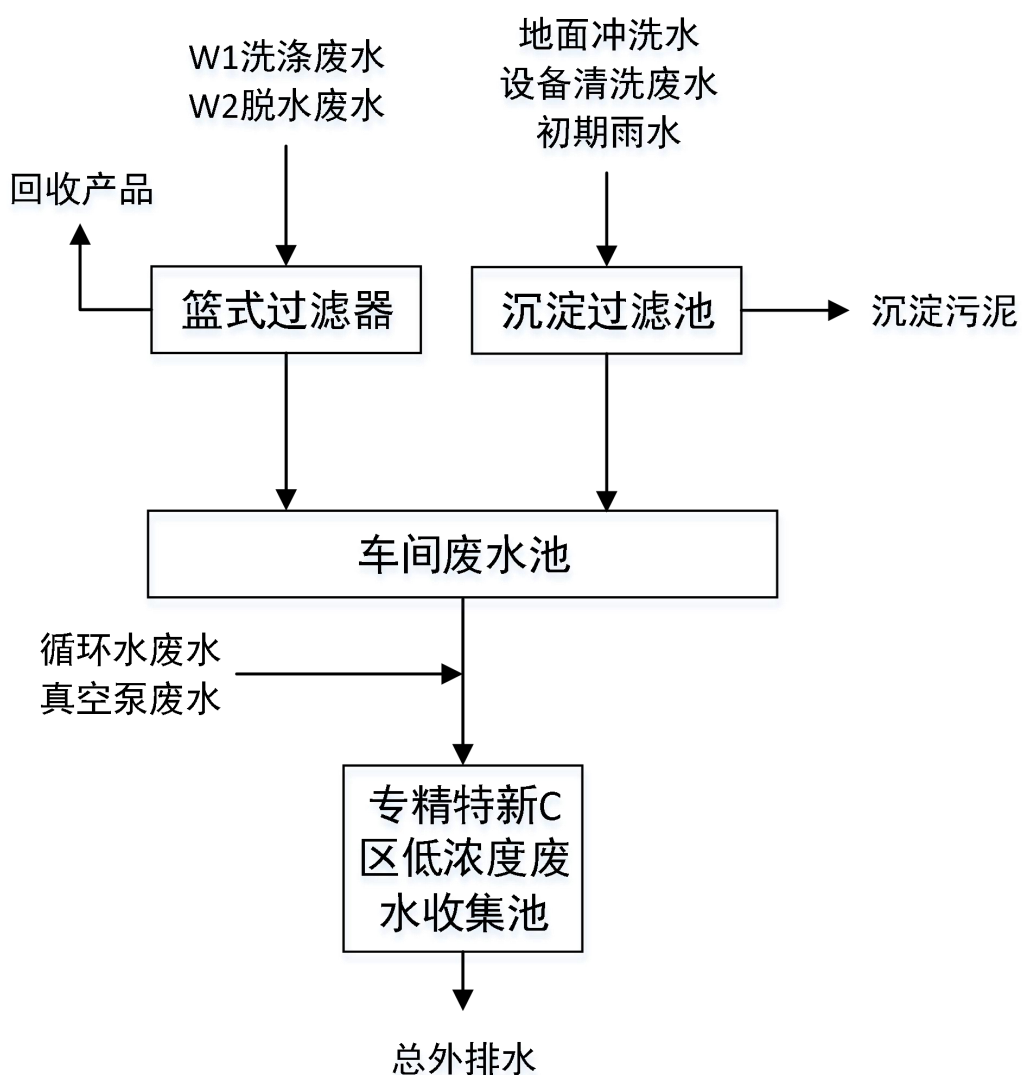 W1洗涤废水
W2脱水废水
地面冲洗水
设备清洗废水
初期雨水
回收产品
篮式过滤器
沉淀过滤池
沉淀污泥
车间废水池
循环水废水
真空泵废水
专精特新C
区低浓度废
水收集池
总外排水